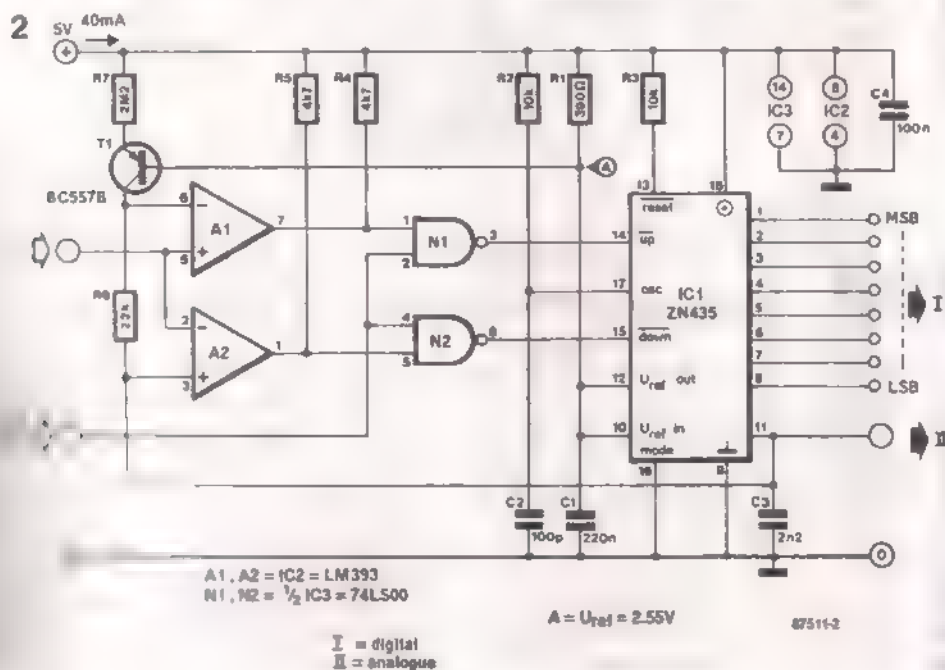 2
5V 40mA
R7 2M2
R5 4k7
R4 4k7
R2 10k
R1 390Ω
R3 10k
14 IC3 7
8 IC2 4
C4 100n
T1
BC557B
A
6 − A1 7
5 +
2 − A2 1
3 +
1 N1 3
2
4 N2 6
5
13 reset
14 up
17 osc
15 down
12 Uref out
10 Uref in
mode
16
IC1
ZN435
1 MSB
2
3
4
5
6
7
8 LSB
11
9
I
II
C2 100p
C1 220n
C3 2n2
0
A1, A2 = IC2 = LM393
N1, N2 = ½ IC3 = 74LS00
A = Uref = 2.55V
87511-2
I = digital
II = analogue